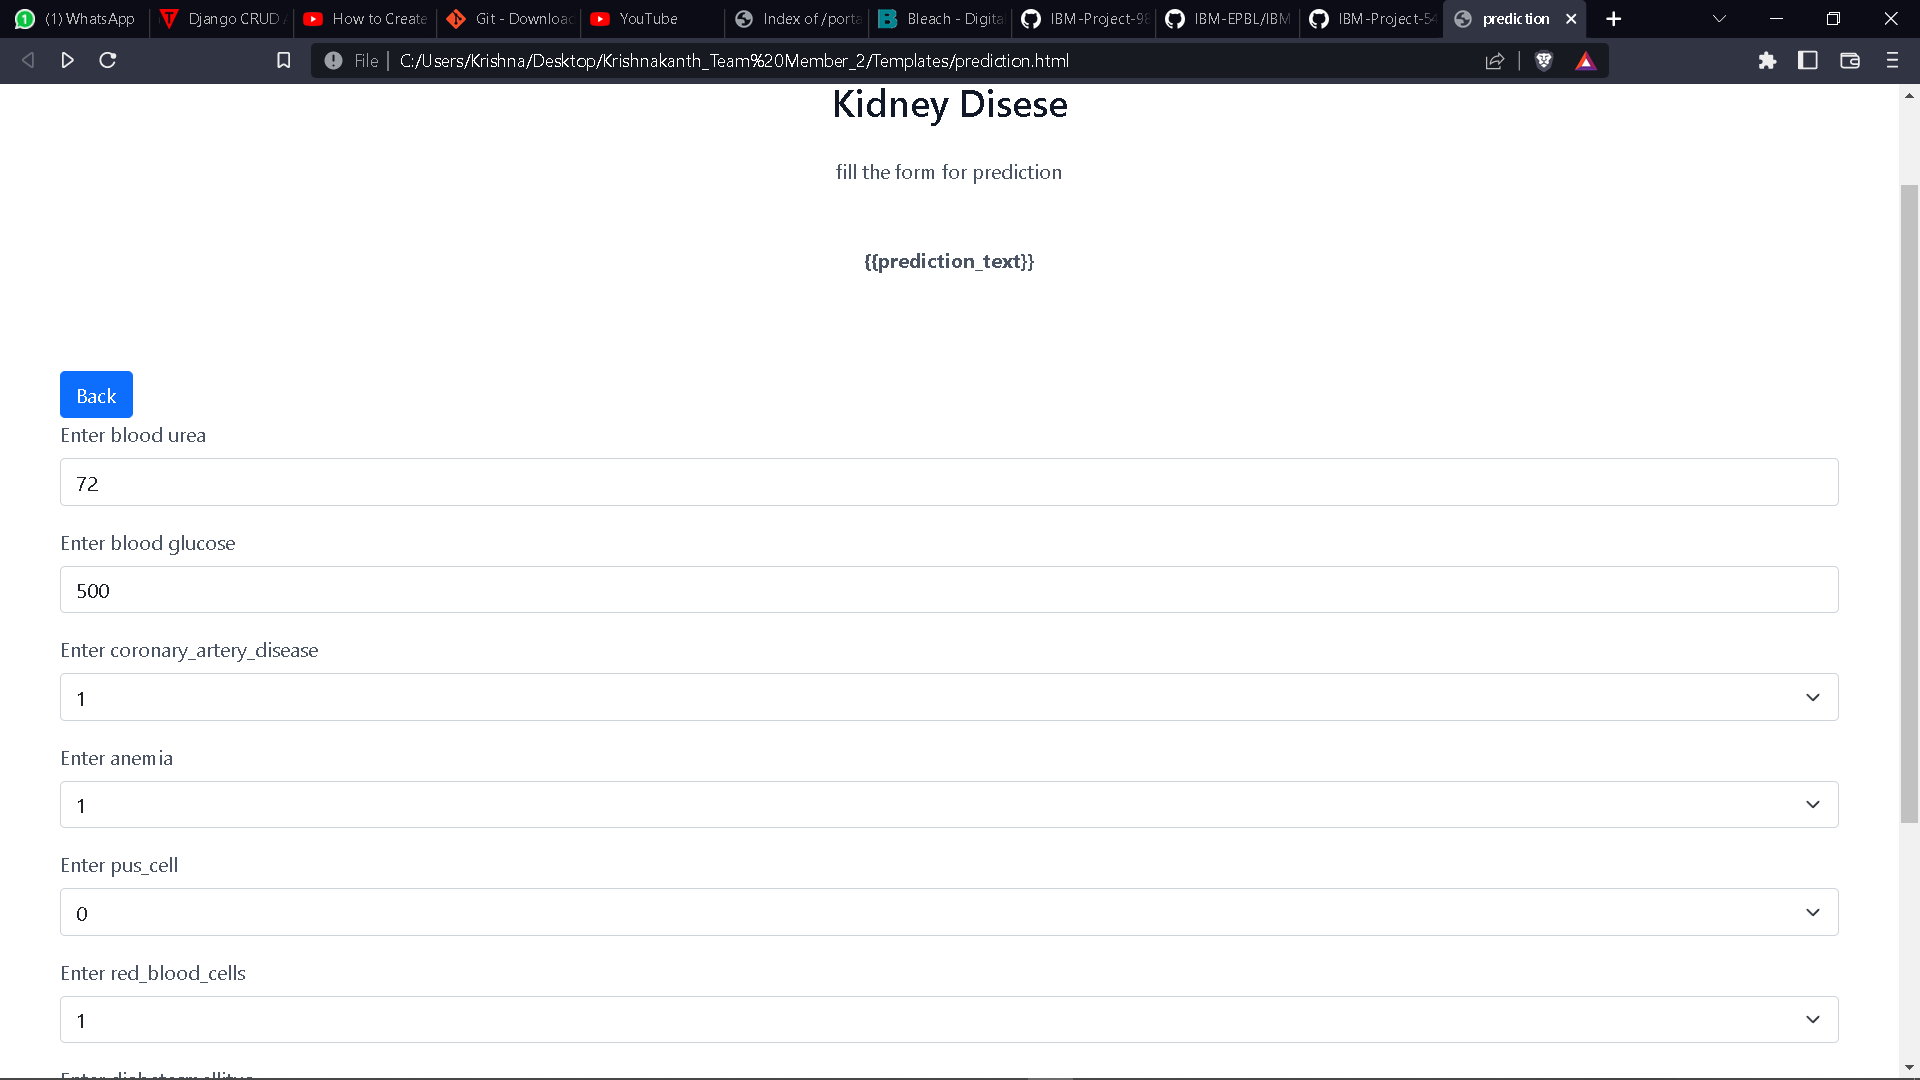 (1) WhatsApp
Django CRUD
How to Create
Git - Downloa
YouTube
Index of /porta
Bleach - Digita
IBM-Project-98
IBM-EPBL/IBM
IBM-Project-54
prediction
File
C:/Users/Krishna/Desktop/Krishnakanth_Team%20Member_2/Templates/prediction.html
Kidney Disese
fill the form for prediction
{{prediction_text}}
Back
Enter blood urea
72
Enter blood glucose
500
Enter coronary_artery_disease
1
Enter anemia
1
Enter pus_cell
0
Enter red_blood_cells
1